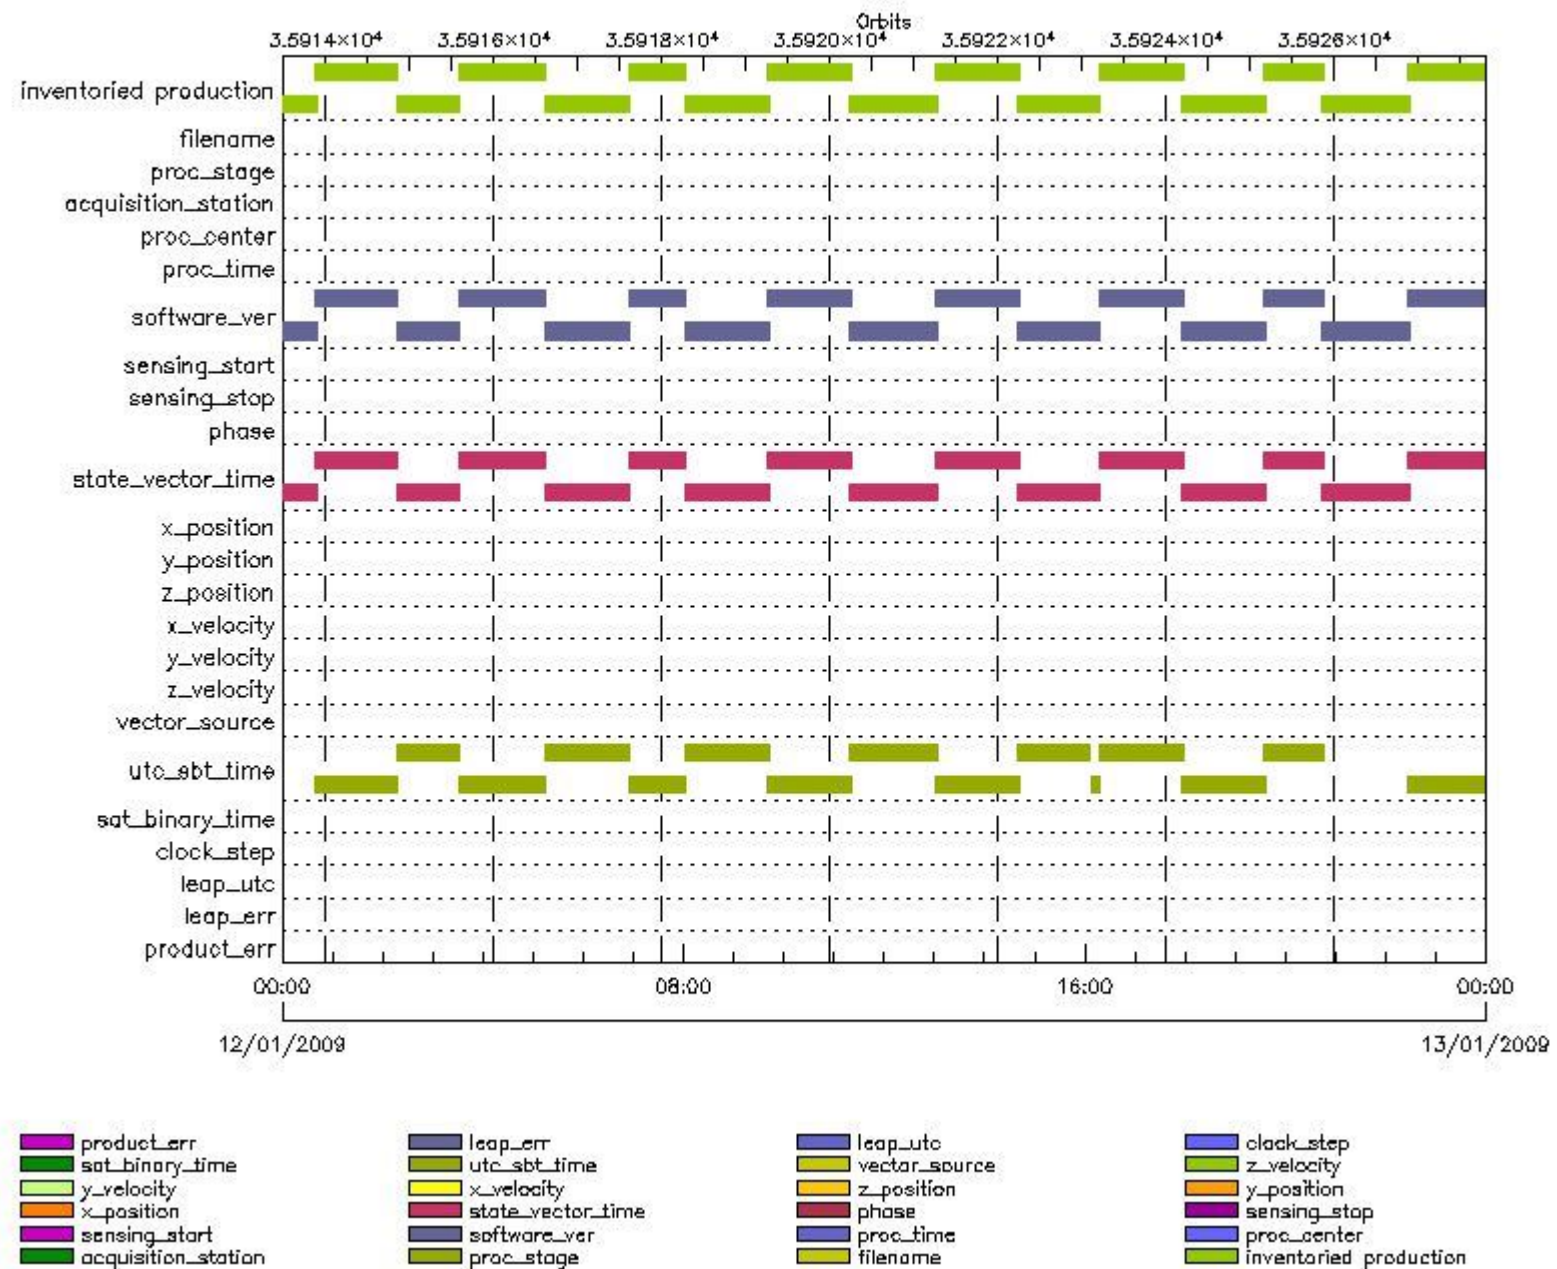 Orbits
3.5914×10⁴ 3.5916×10⁴ 3.5918×10⁴ 3.5920×10⁴ 3.5922×10⁴ 3.5924×10⁴ 3.5926×10⁴
inventoried production
filename
proc_stage
acquisition_station
proc_center
proc_time
software_ver
sensing_start
sensing_stop
phase
state_vector_time
x_position
y_position
z_position
x_velocity
y_velocity
z_velocity
vector_source
utc_sbt_time
sat_binary_time
clock_step
leap_utc
leap_err
product_err
00:00 08:00 16:00 00:00
12/01/2009 13/01/2009
product_err leap_err leap_utc clock_step
sat_binary_time utc_sbt_time vector_source z_velocity
y_velocity x_velocity z_position y_position
x_position state_vector_time phase sensing_stop
sensing_start software_ver proc_time proc_center
acquisition_station proc_stage filename inventoried production